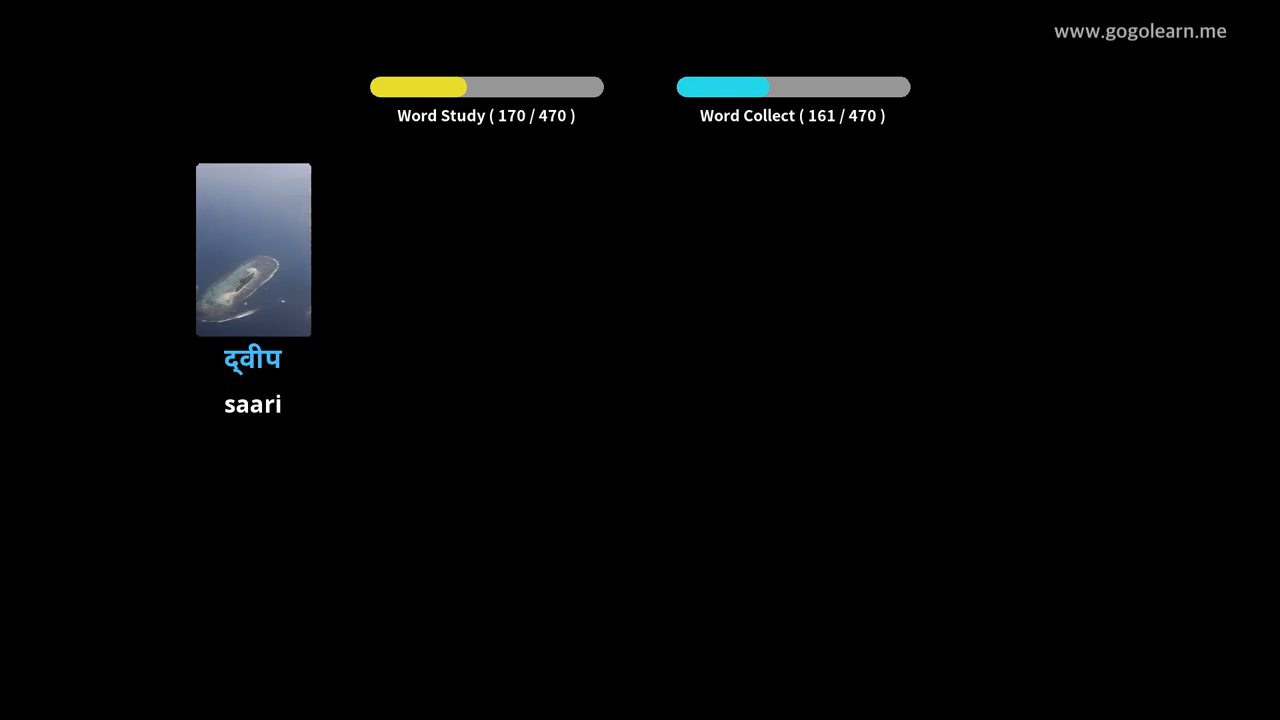 www.gogolearn.me
Word Study ( 170 / 470 )
Word Collect ( 161 / 470 )
द्‌वीप
saari